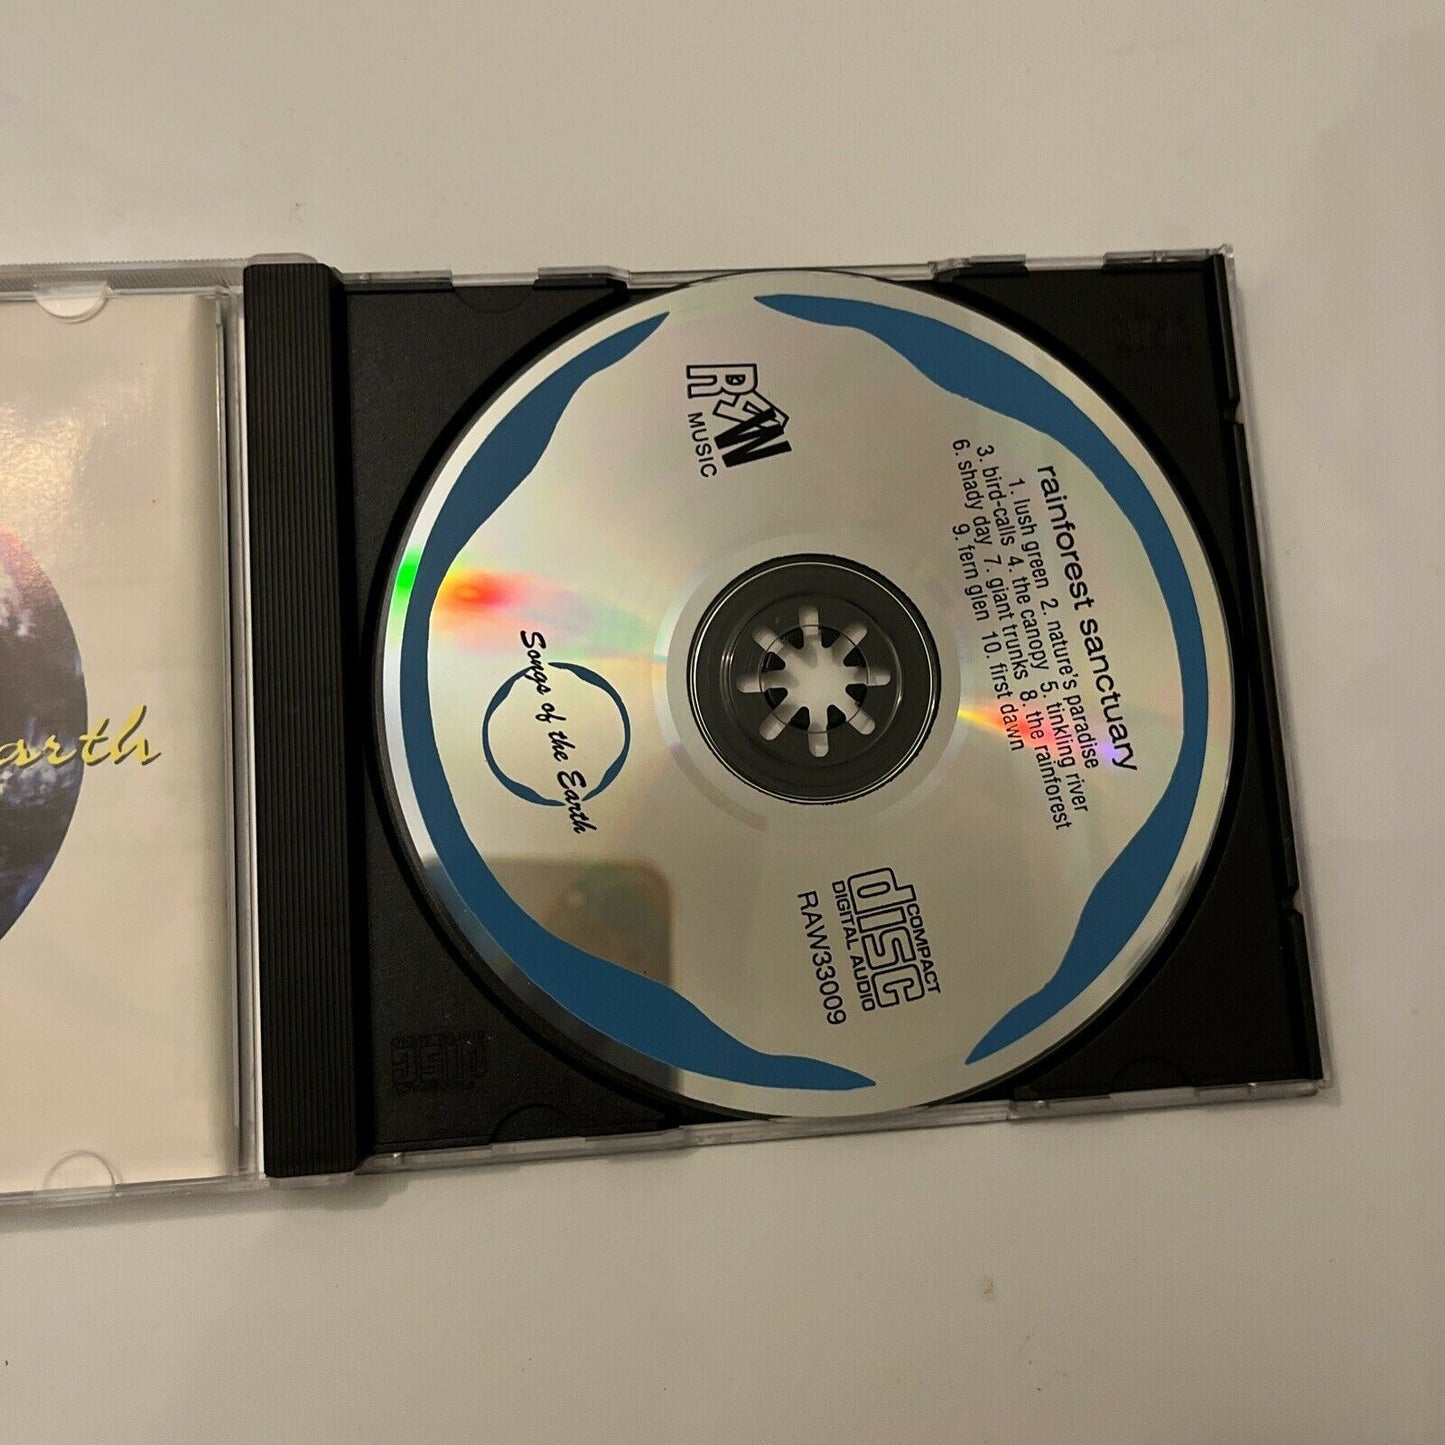 arth
RAW
MUSIC
Songs of the Earth
rainforest sanctuary
1. lush green 2. nature's paradise
3. bird-calls 4. the canopy 5. tinkling river
6. shady day 7. giant trunks 8. the rainforest
9. fern glen 10. first dawn
COMPACT
disc
DIGITAL AUDIO
RAW33009
disc